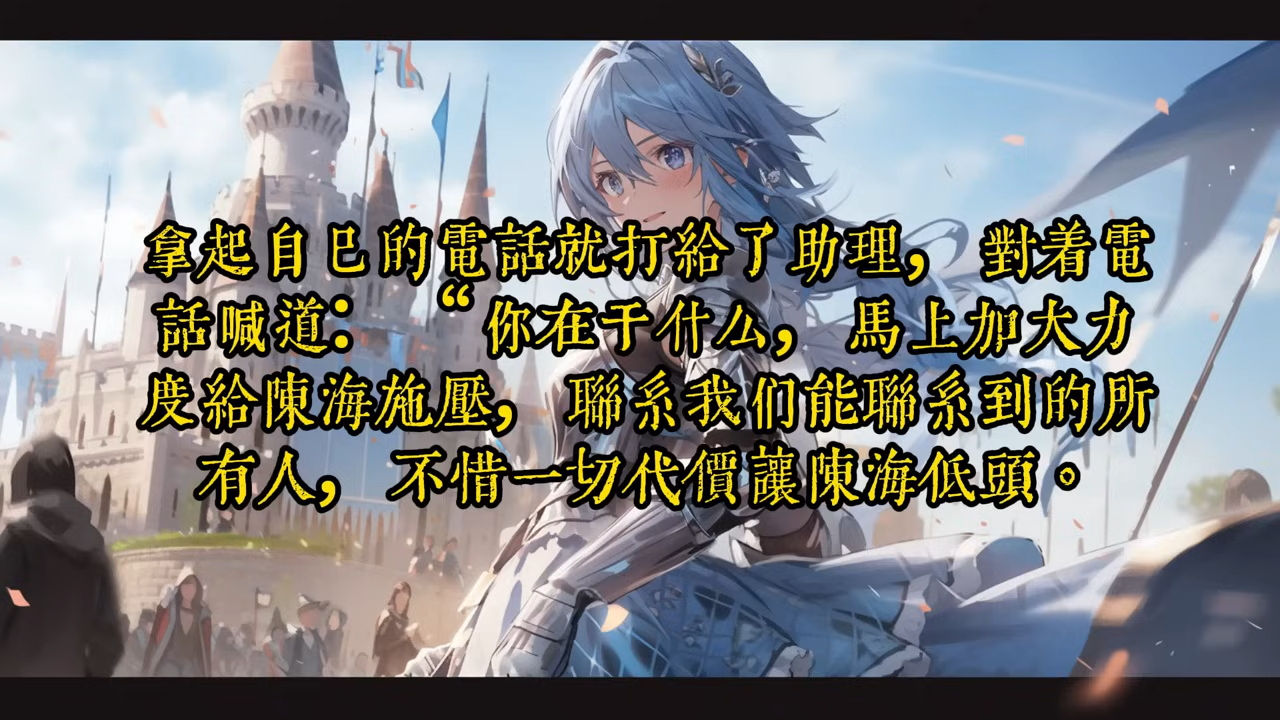 拿起自己的電話就打給了助理，對着電
話喊道：“你在干什么，馬上加大力
度給陳海施壓，聯系我们能聯系到的所
有人，不惜一切代價讓陳海低頭。